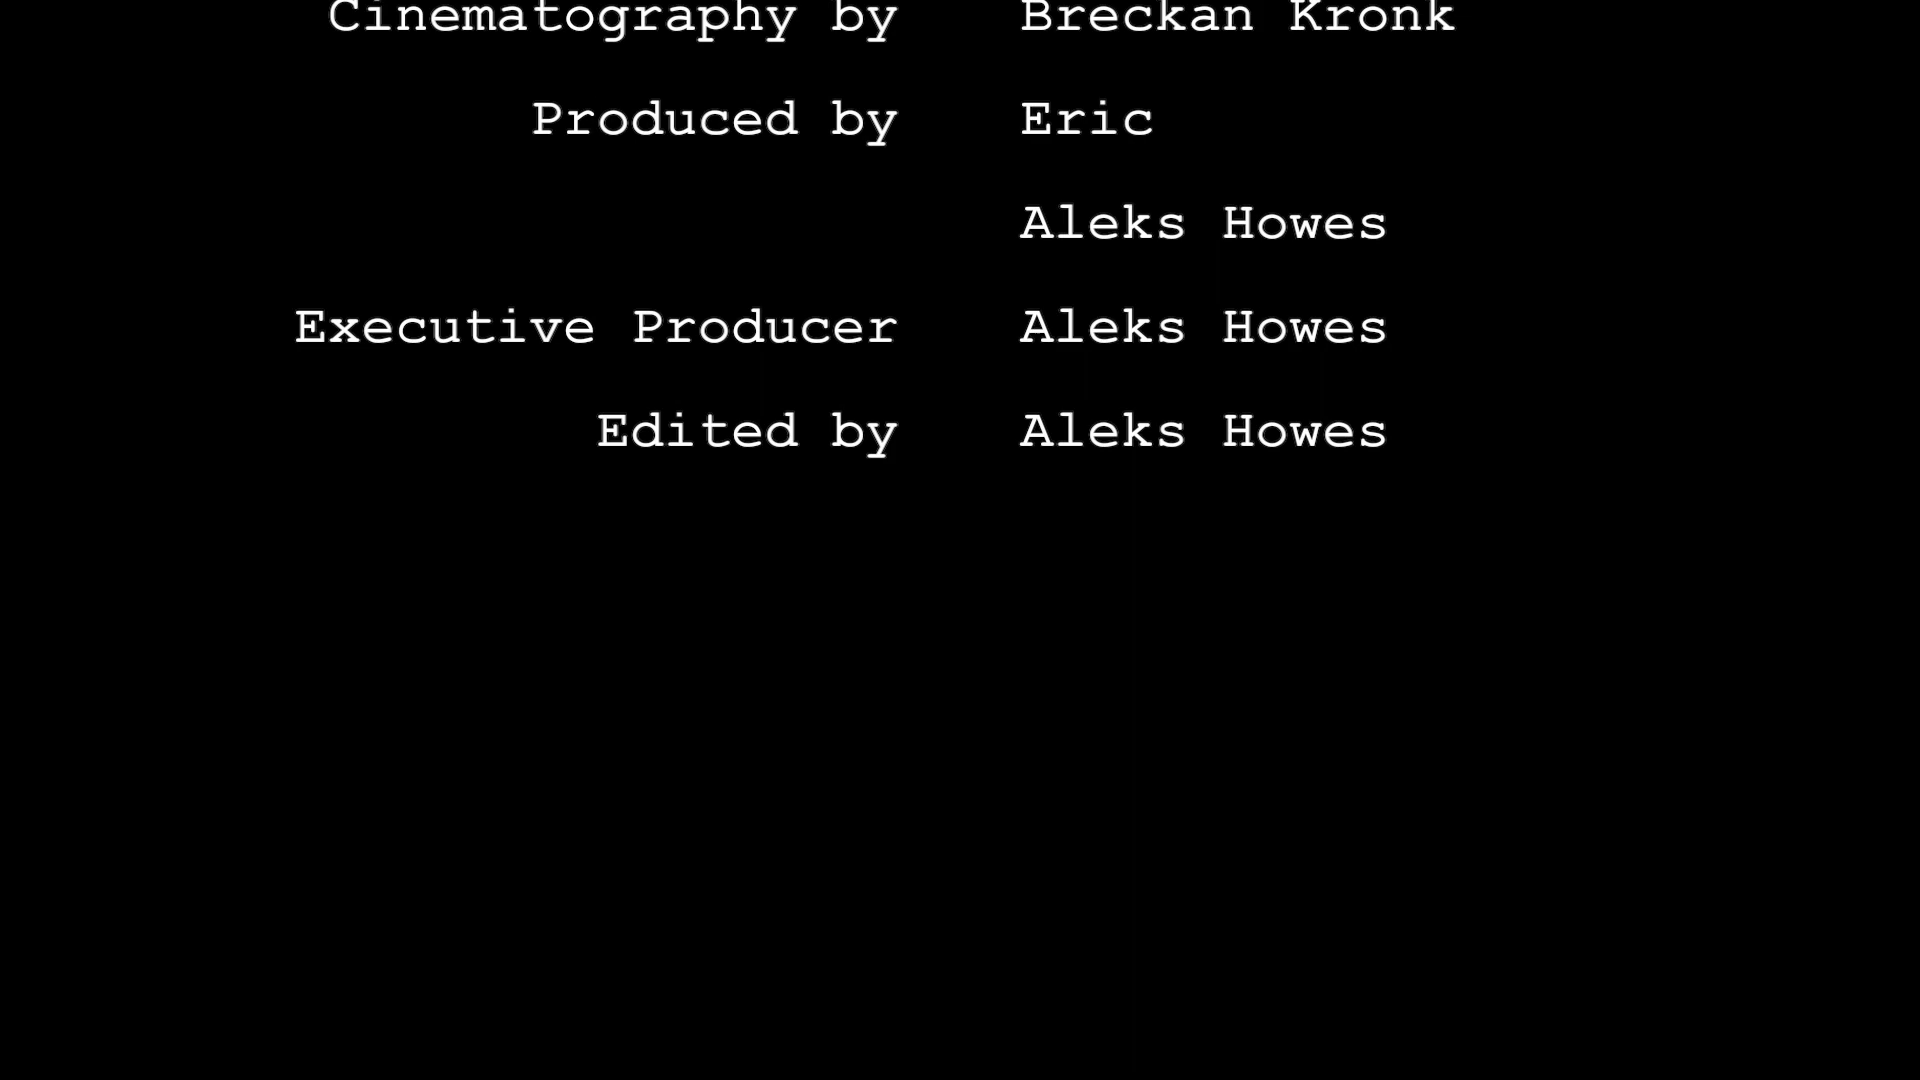 Cinematography by Breckan Kronk
Produced by Eric
Aleks Howes
Executive Producer Aleks Howes
Edited by Aleks Howes